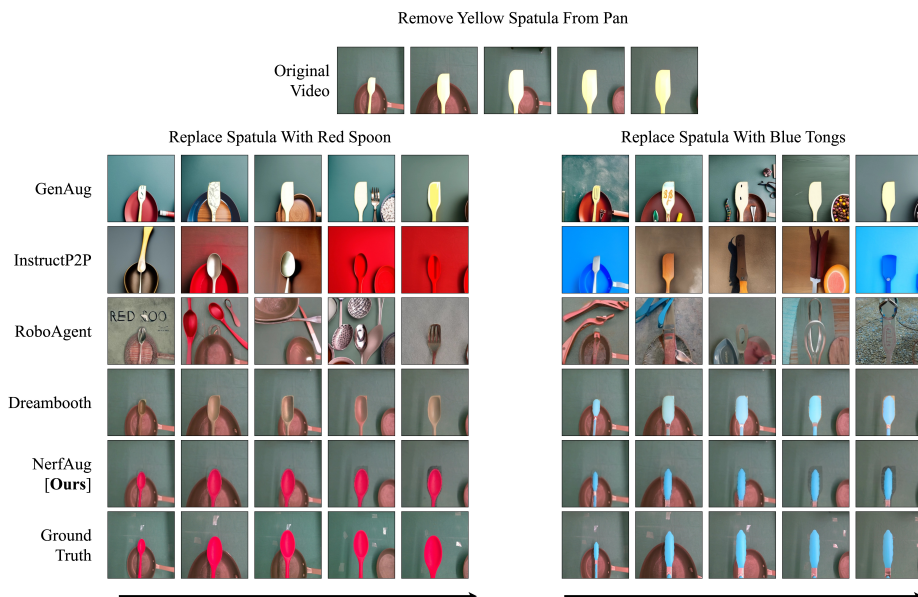 Remove Yellow Spatula From Pan
Original
Video
Replace Spatula With Red Spoon
Replace Spatula With Blue Tongs
GenAug
InstructP2P
RoboAgent
RED
Dreambooth
NerfAug
[Ours]
Ground
Truth